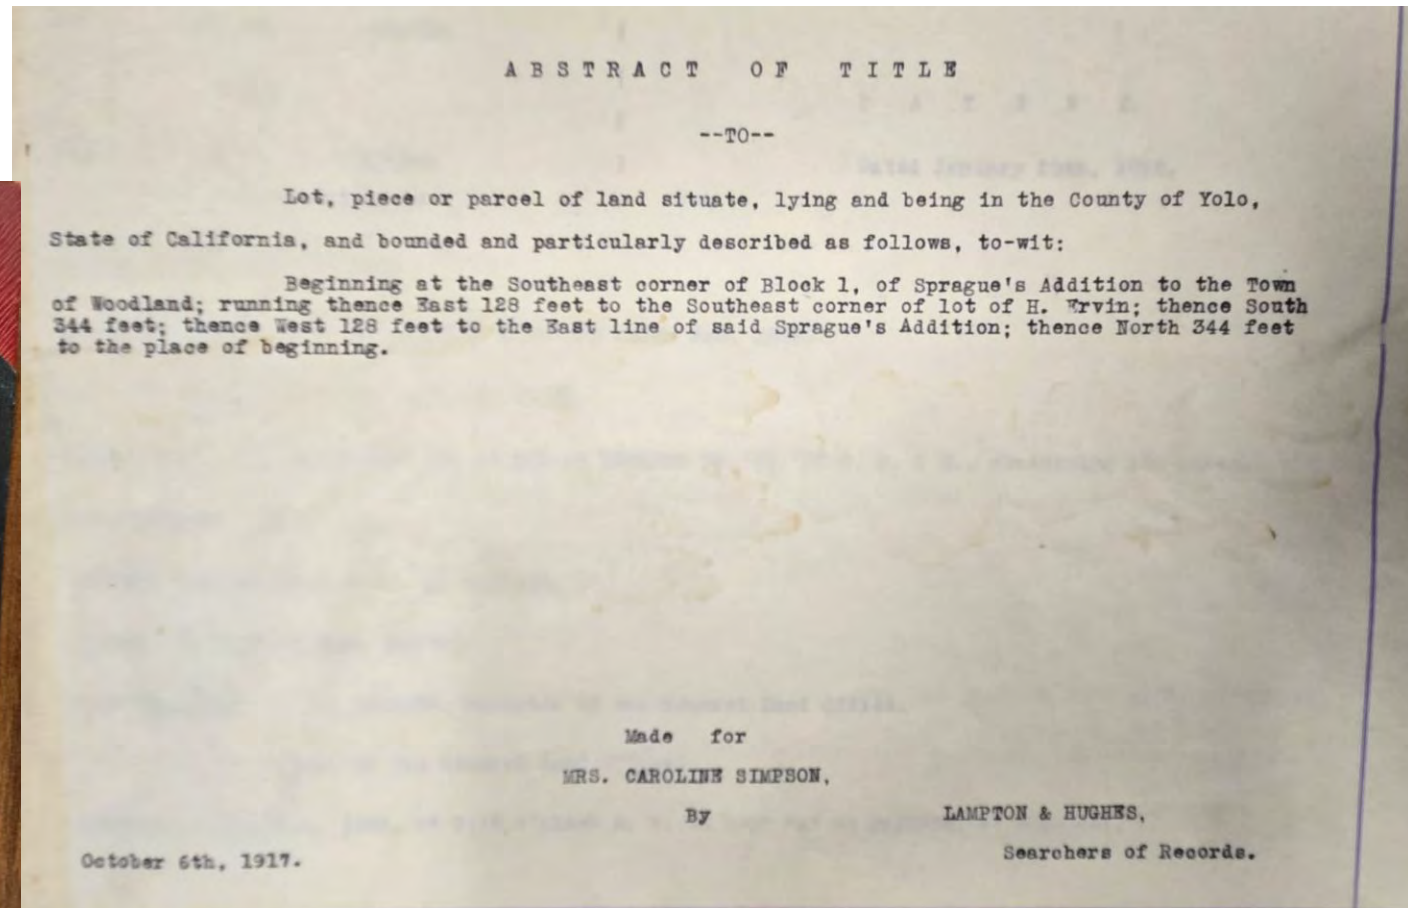 ABSTRACT OF TITLE
--TO--
Lot, piece or parcel of land situate, lying and being in the County of Yolo,
State of California, and bounded and particularly described as follows, to-wit:
Beginning at the Southeast corner of Block 1, of Sprague's Addition to the Town
of Woodland; running thence East 128 feet to the Southeast corner of lot of H. Ervin; thence South
344 feet; thence West 128 feet to the East line of said Sprague's Addition; thence North 344 feet
to the place of beginning.
Made for
MRS. CAROLINE SIMPSON,
By LAMPTON & HUGHES,
October 6th, 1917. Searchers of Records.